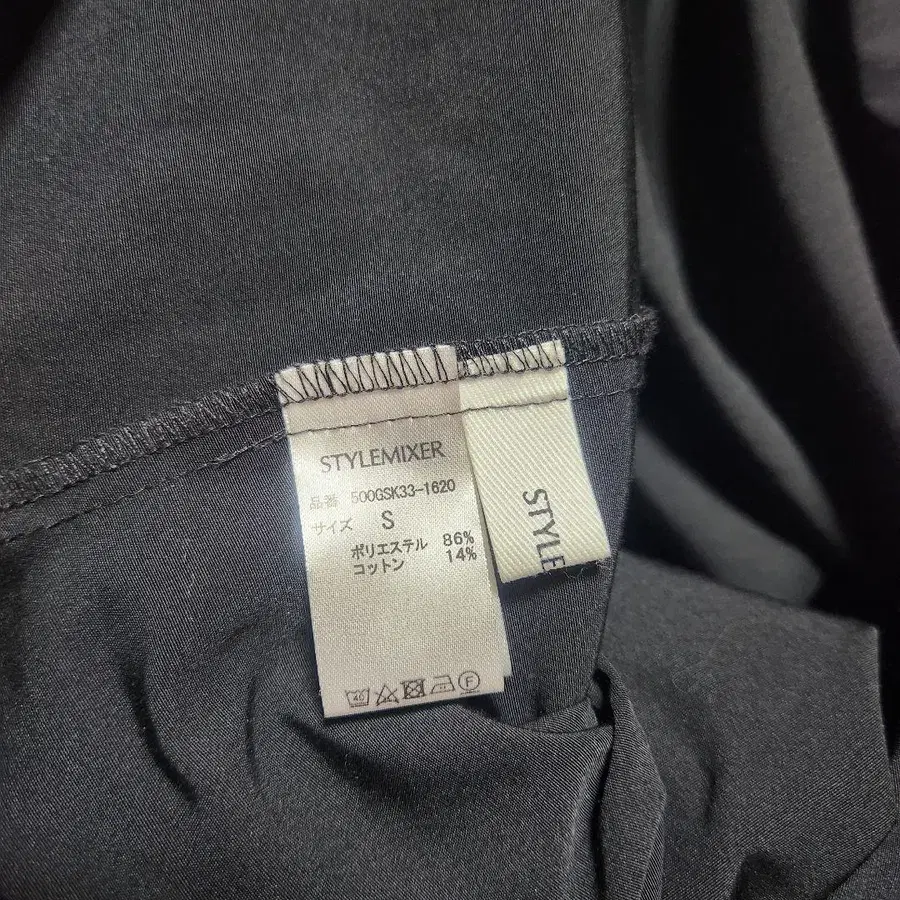 STYLEMIXER
品番 500GSK33-1620
サイズ S
ポリエステル 86%
コットン 14%
40 F
STYLE